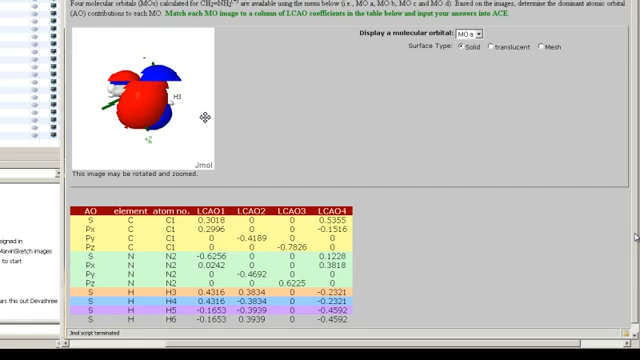 Four molecular orbitals (MOs) calculated for CH2=NH2(+) are available using the menu below (i.e., MO a, MO b, MO c and MO D). Based on the images, determine the dominant atomic orbital
(AO) contributions to each MO. Match each MO image to a column of LCAO coefficients in the table below and input your answers into ACE.
Display a molecular orbital: MO a
Surface Type: Solid translucent Mesh
H3
Jmol
This image may be rotated and zoomed.
AO element atom no. LCAO1 LCAO2 LCAO3 LCAO4
S C C1 0.3018 0 0 0.5355
Px C C1 0.2996 0 0 -0.1516
Py C C1 0 -0.4189 0 0
Pz C C1 0 0 -0.7826 0
S N N2 -0.6256 0 0 0.1228
Px N N2 0.0242 0 0 0.3818
Py N N2 0 -0.4692 0 0
Pz N N2 0 0 0.6225 0
S H H3 0.4316 0.3834 0 -0.2321
S H H4 0.4316 -0.3834 0 -0.2321
S H H5 -0.1653 -0.3939 0 -0.4592
S H H6 -0.1653 0.3939 0 -0.4592
signed in
MarvinSketch images
to start
ars this out Devashree
Jmol script terminated